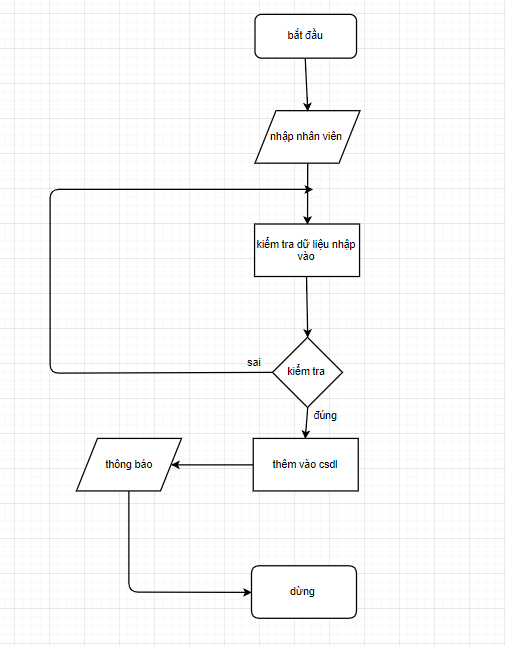 bắt đầu
nhập nhân viên
kiểm tra dữ liệu nhập
vào
sai
kiểm tra
đúng
thông báo
thêm vào csdl
dừng